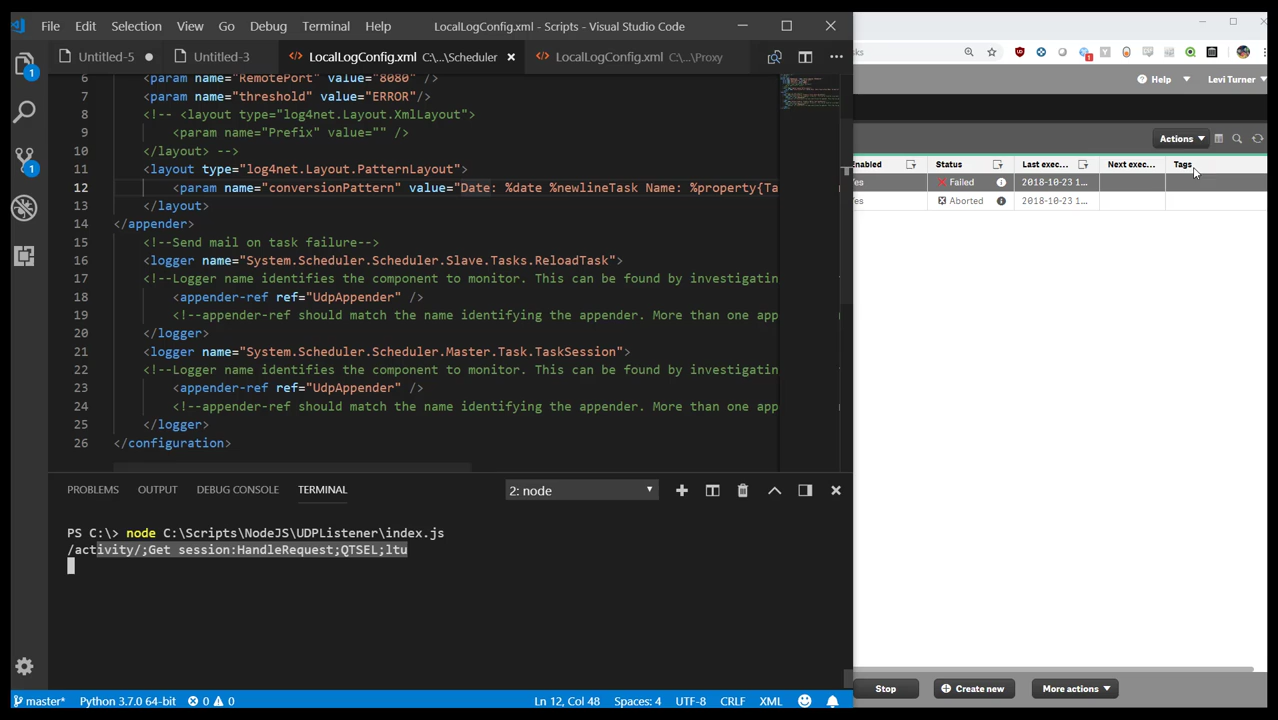 File Edit Selection View Go Debug Terminal Help LocalLogConfig.xml - Scripts - Visual Studio Code
Untitled-5 Untitled-3 LocalLogConfig.xml C:\...\Scheduler LocalLogConfig.xml C:\...\Proxy
6 <param name="RemotePort" value="8080" />
7 <param name="threshold" value="ERROR"/>
8 <!-- <layout type="log4net.Layout.XmlLayout">
9 <param name="Prefix" value="" />
10 </layout> -->
11 <layout type="log4net.Layout.PatternLayout">
12 <param name="conversionPattern" value="Date: %date %newlineTask Name: %property{Ta
13 </layout>
14 </appender>
15 <!--Send mail on task failure-->
16 <logger name="System.Scheduler.Scheduler.Slave.Tasks.ReloadTask">
17 <!--Logger name identifies the component to monitor. This can be found by investigatin
18 <appender-ref ref="UdpAppender" />
19 <!--appender-ref should match the name identifying the appender. More than one app
20 </logger>
21 <logger name="System.Scheduler.Scheduler.Master.Task.TaskSession">
22 <!--Logger name identifies the component to monitor. This can be found by investigatin
23 <appender-ref ref="UdpAppender" />
24 <!--appender-ref should match the name identifying the appender. More than one app
25 </logger>
26 </configuration>
PROBLEMS OUTPUT DEBUG CONSOLE TERMINAL 2: node
PS C:\> node C:\Scripts\NodeJS\UDPListener\index.js
/activity/;Get session:HandleRequest;QTSEL;ltu
1
1
master* Python 3.7.0 64-bit 0 0 Ln 12, Col 48 Spaces: 4 UTF-8 CRLF XML
sks
1
Help Levi Turner
Actions
Enabled Status Last exec... Next exec... Tags
Yes Failed 2018-10-23 1...
Yes Aborted 2018-10-23 1...
Stop Create new More actions